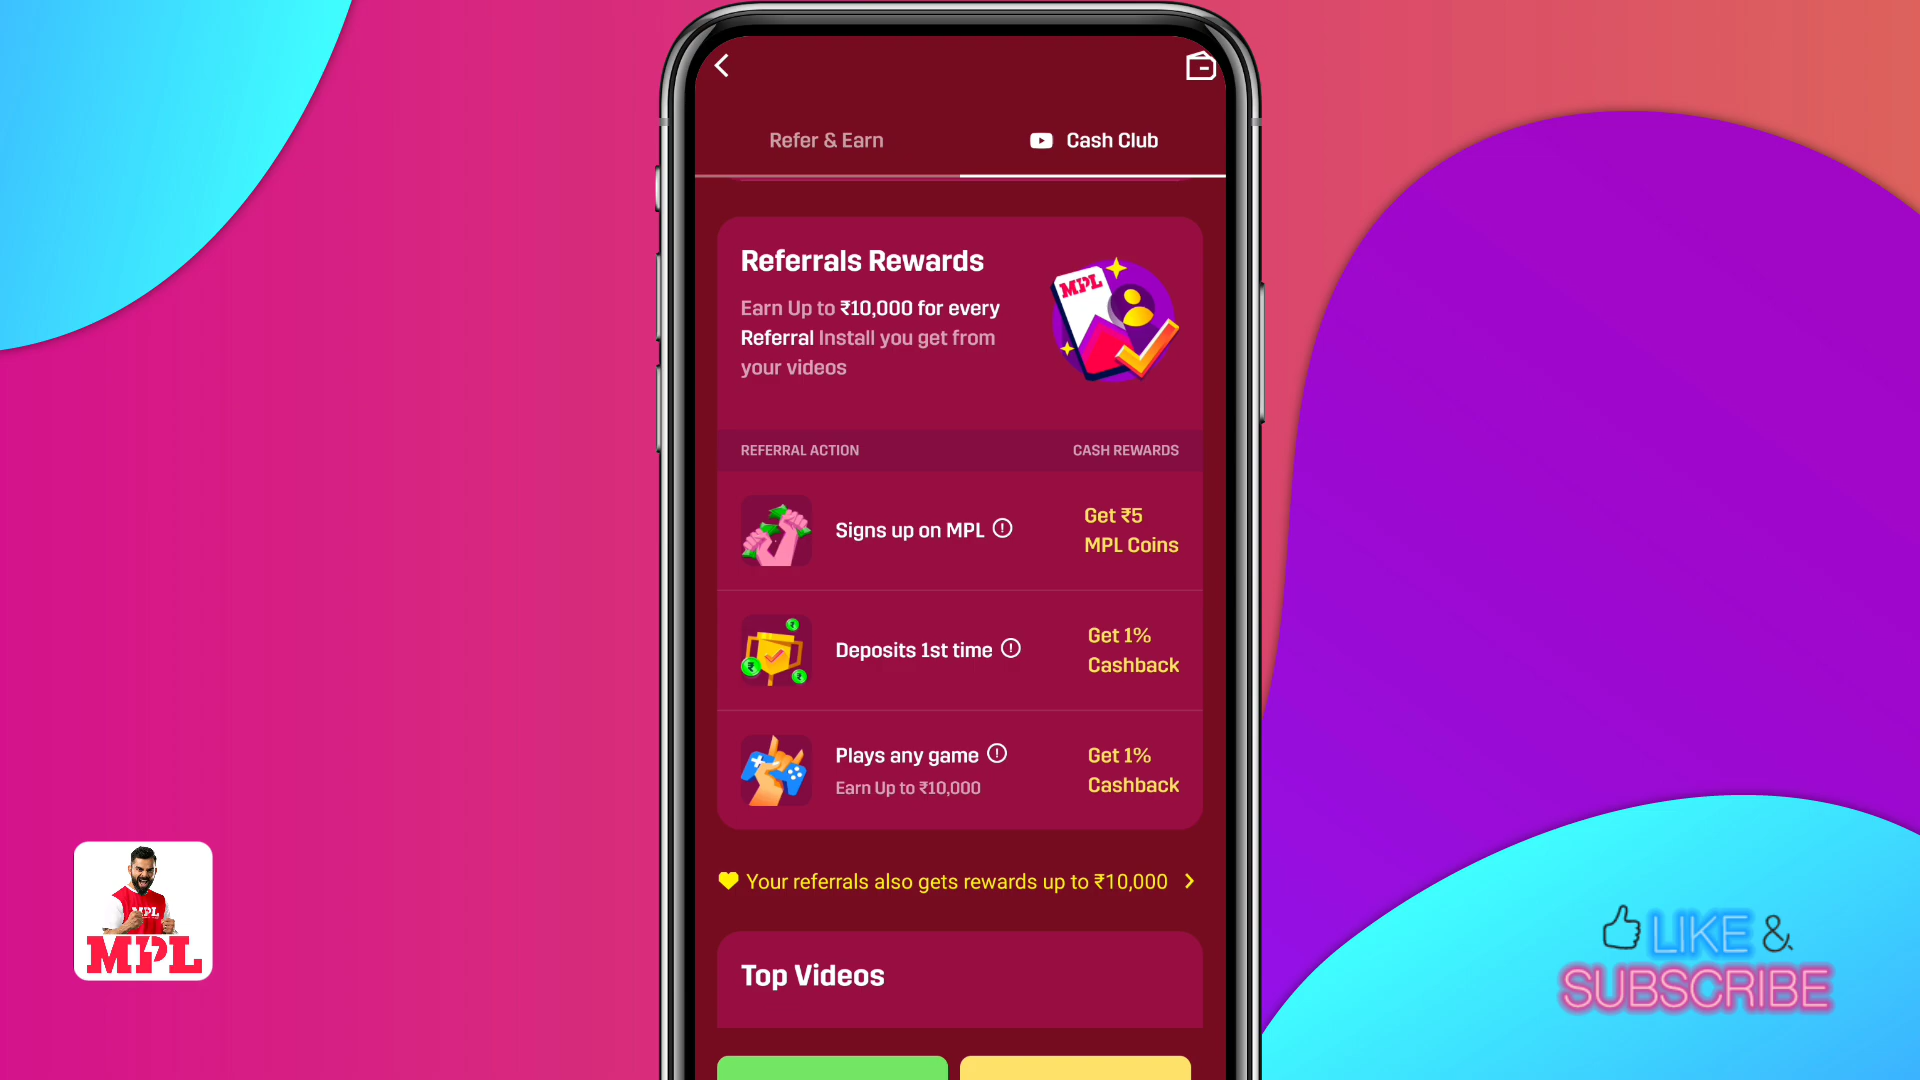 Refer & Earn
Cash Club
Referrals Rewards
Earn Up to ₹10,000 for every
Referral Install you get from
your videos
MPL
REFERRAL ACTION
CASH REWARDS
Signs up on MPL
Get ₹5
MPL Coins
Deposits 1st time
Get 1%
Cashback
Plays any game
Earn Up to ₹10,000
Get 1%
Cashback
Your referrals also gets rewards up to ₹10,000
Top Videos
MPL
MPL
LIKE &
SUBSCRIBE